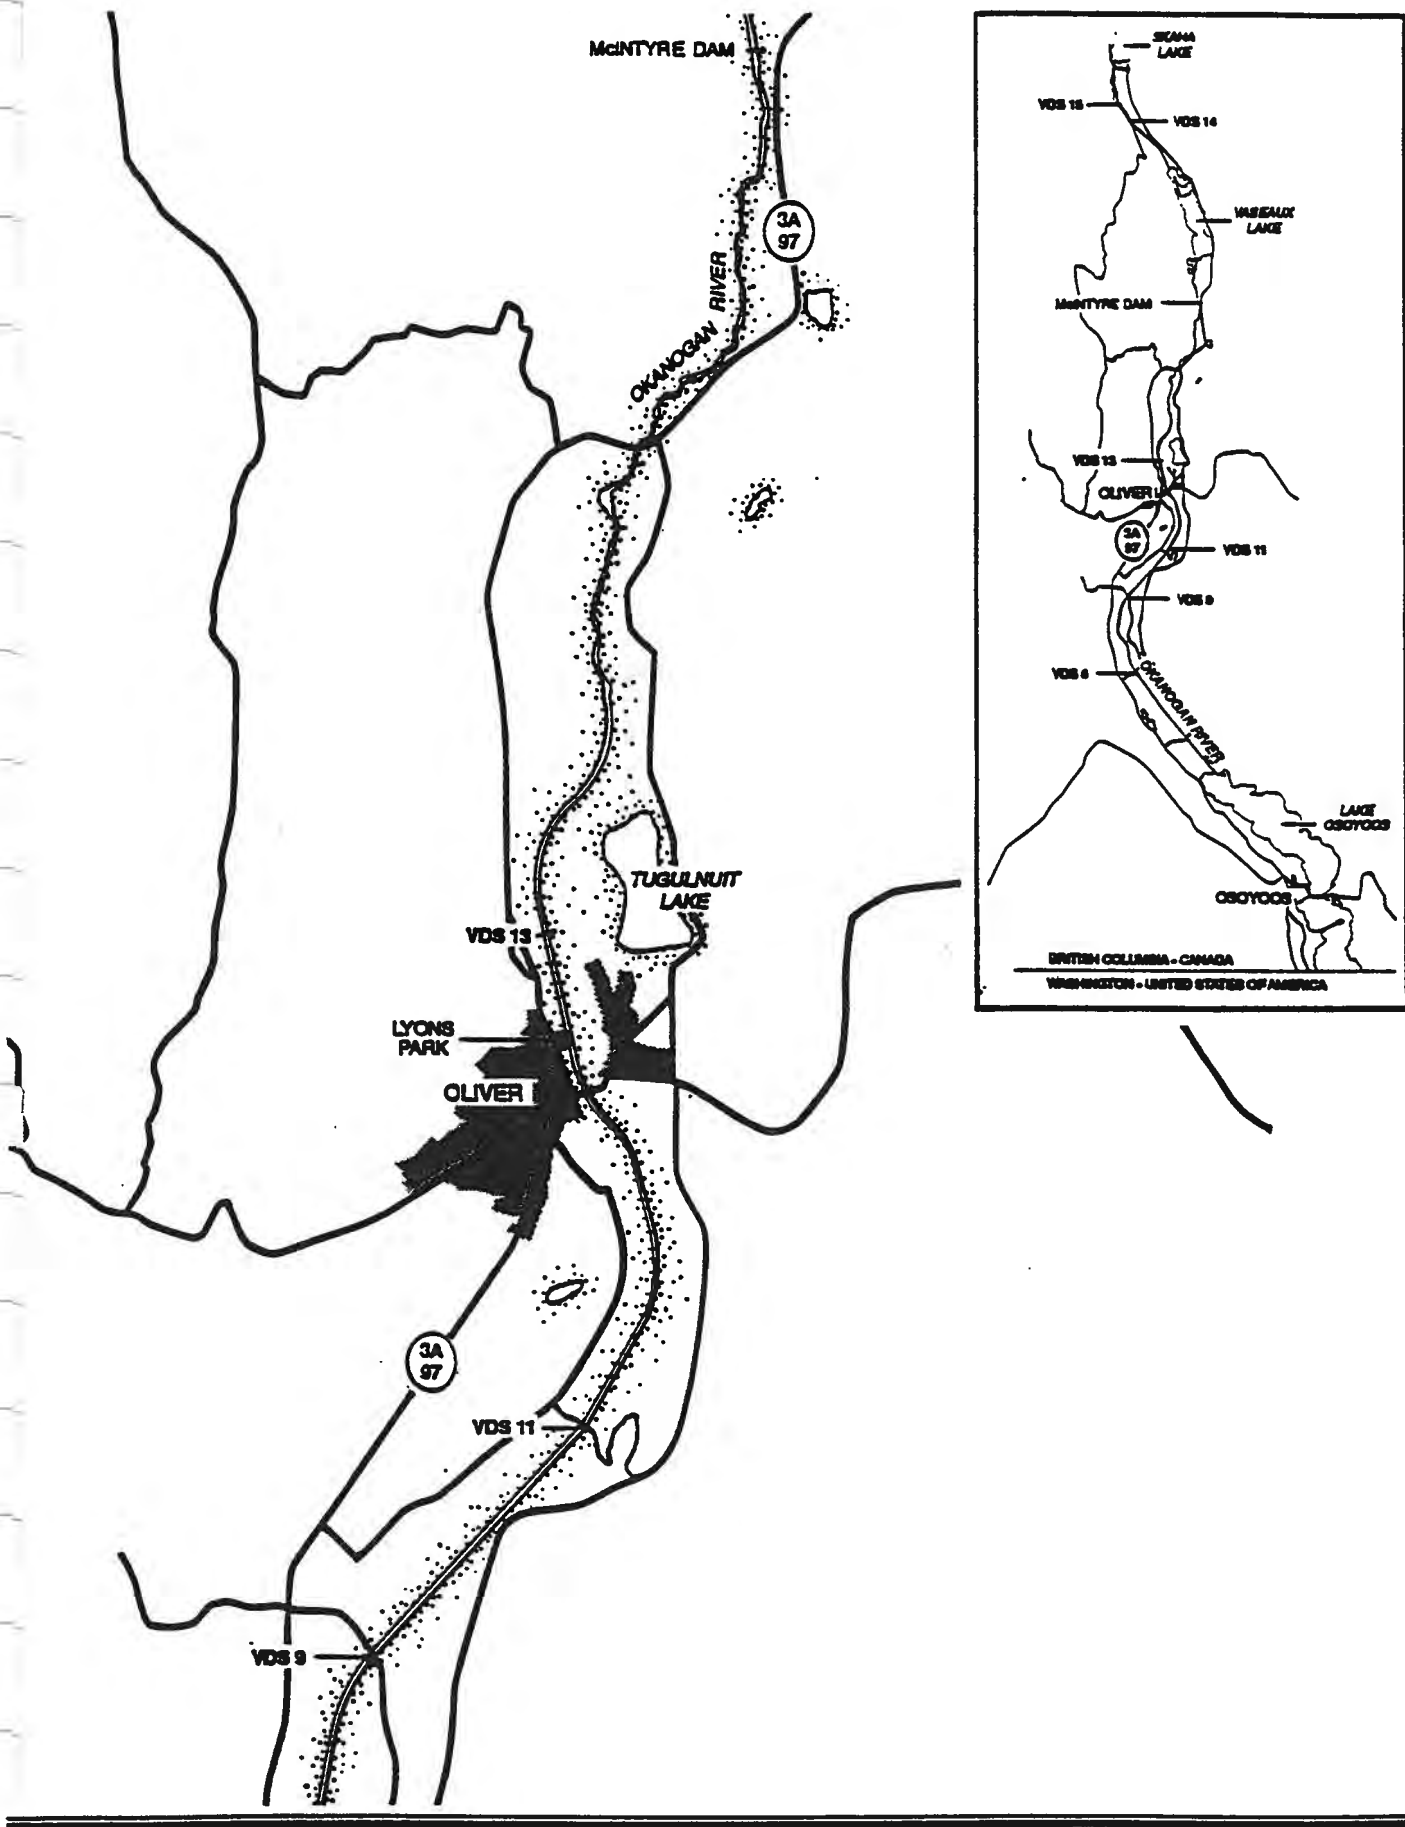 McINTYRE DAM
3A
97
OKANOGAN RIVER
TUGULNUIT
LAKE
VDS 13
LYONS
PARK
OLIVER
3A
97
VDS 11
VDS 9
SKAHA
LAKE
VDS 15
VDS 14
VASEAUX
LAKE
McINTYRE DAM
VDS 13
OLIVER
3A
97
VDS 11
VDS 9
VDS 6
OKANOGAN RIVER
LAKE
OSOYOOS
OSOYOOS
BRITISH COLUMBIA - CANADA
WASHINGTON - UNITED STATES OF AMERICA